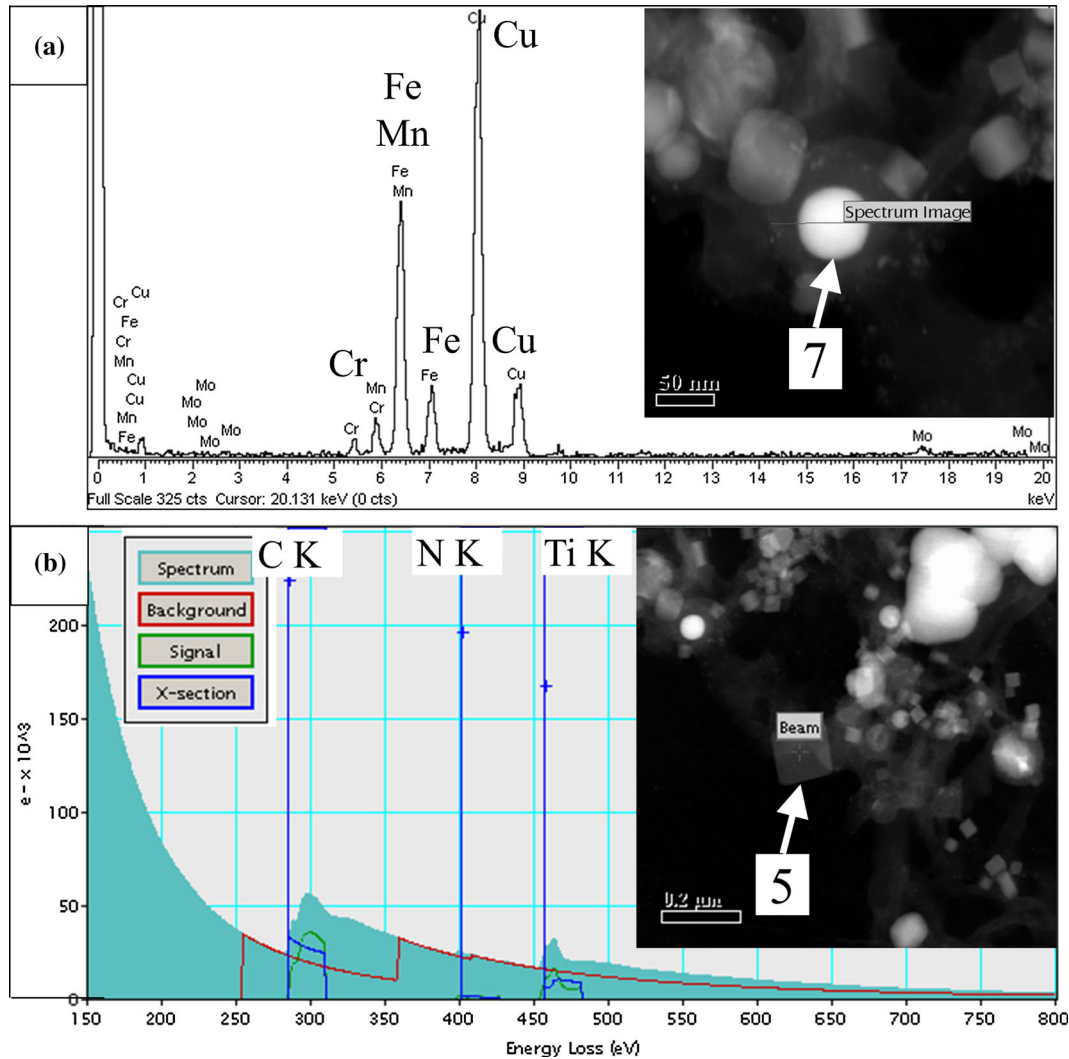 (a)
Cu
Cu
Fe
Mn
Fe
Mn
Cr Cu
Fe
Cr
Mn
Cu
Cu
Mn
Fe
Mo
Mo
Mo
Mo
Mo
Cr
Cr
Mn
Cr
Fe
Fe
Cu
Cu
Mo
Mo
Mo
0 1 2 3 4 5 6 7 8 9 10 11 12 13 14 15 16 17 18 19 20
Full Scale 325 cts Cursor: 20.131 keV (0 cts)
keV
Spectrum Image
7
50 nm
(b)
Spectrum
Background
Signal
X-section
C K
N K
Ti K
e- x 10^3
200
150
100
50
0
150 200 250 300 350 400 450 500 550 600 650 700 750 800
Energy Loss (eV)
Beam
5
0.2 µm